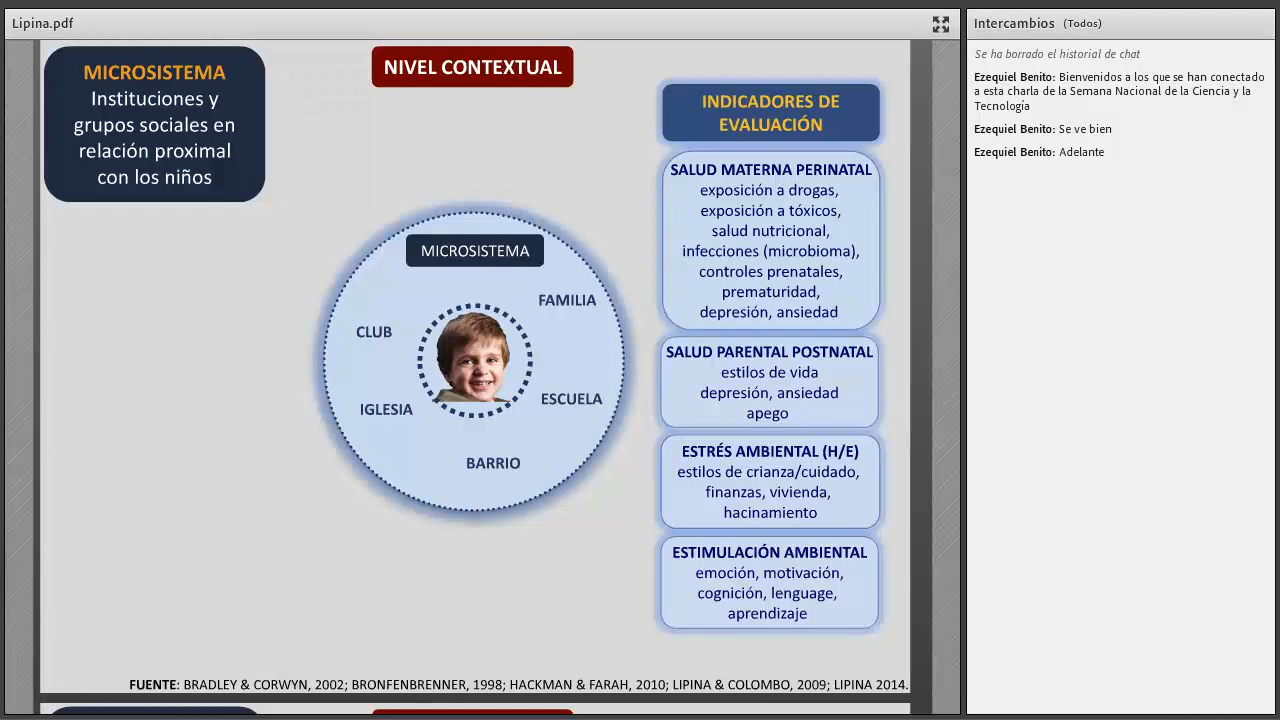 Lipina.pdf
MICROSISTEMA
Instituciones y
grupos sociales en
relación proximal
con los niños
NIVEL CONTEXTUAL
MICROSISTEMA
FAMILIA
CLUB
ESCUELA
IGLESIA
BARRIO
INDICADORES DE
EVALUACIÓN
SALUD MATERNA PERINATAL
exposición a drogas,
exposición a tóxicos,
salud nutricional,
infecciones (microbioma),
controles prenatales,
prematuridad,
depresión, ansiedad
SALUD PARENTAL POSTNATAL
estilos de vida
depresión, ansiedad
apego
ESTRÉS AMBIENTAL (H/E)
estilos de crianza/cuidado,
finanzas, vivienda,
hacinamiento
ESTIMULACIÓN AMBIENTAL
emoción, motivación,
cognición, lenguage,
aprendizaje
FUENTE: BRADLEY & CORWYN, 2002; BRONFENBRENNER, 1998; HACKMAN & FARAH, 2010; LIPINA & COLOMBO, 2009; LIPINA 2014.
Intercambios (Todos)
Se ha borrado el historial de chat
Ezequiel Benito: Bienvenidos a los que se han conectado
a esta charla de la Semana Nacional de la Ciencia y la
Tecnología
Ezequiel Benito: Se ve bien
Ezequiel Benito: Adelante